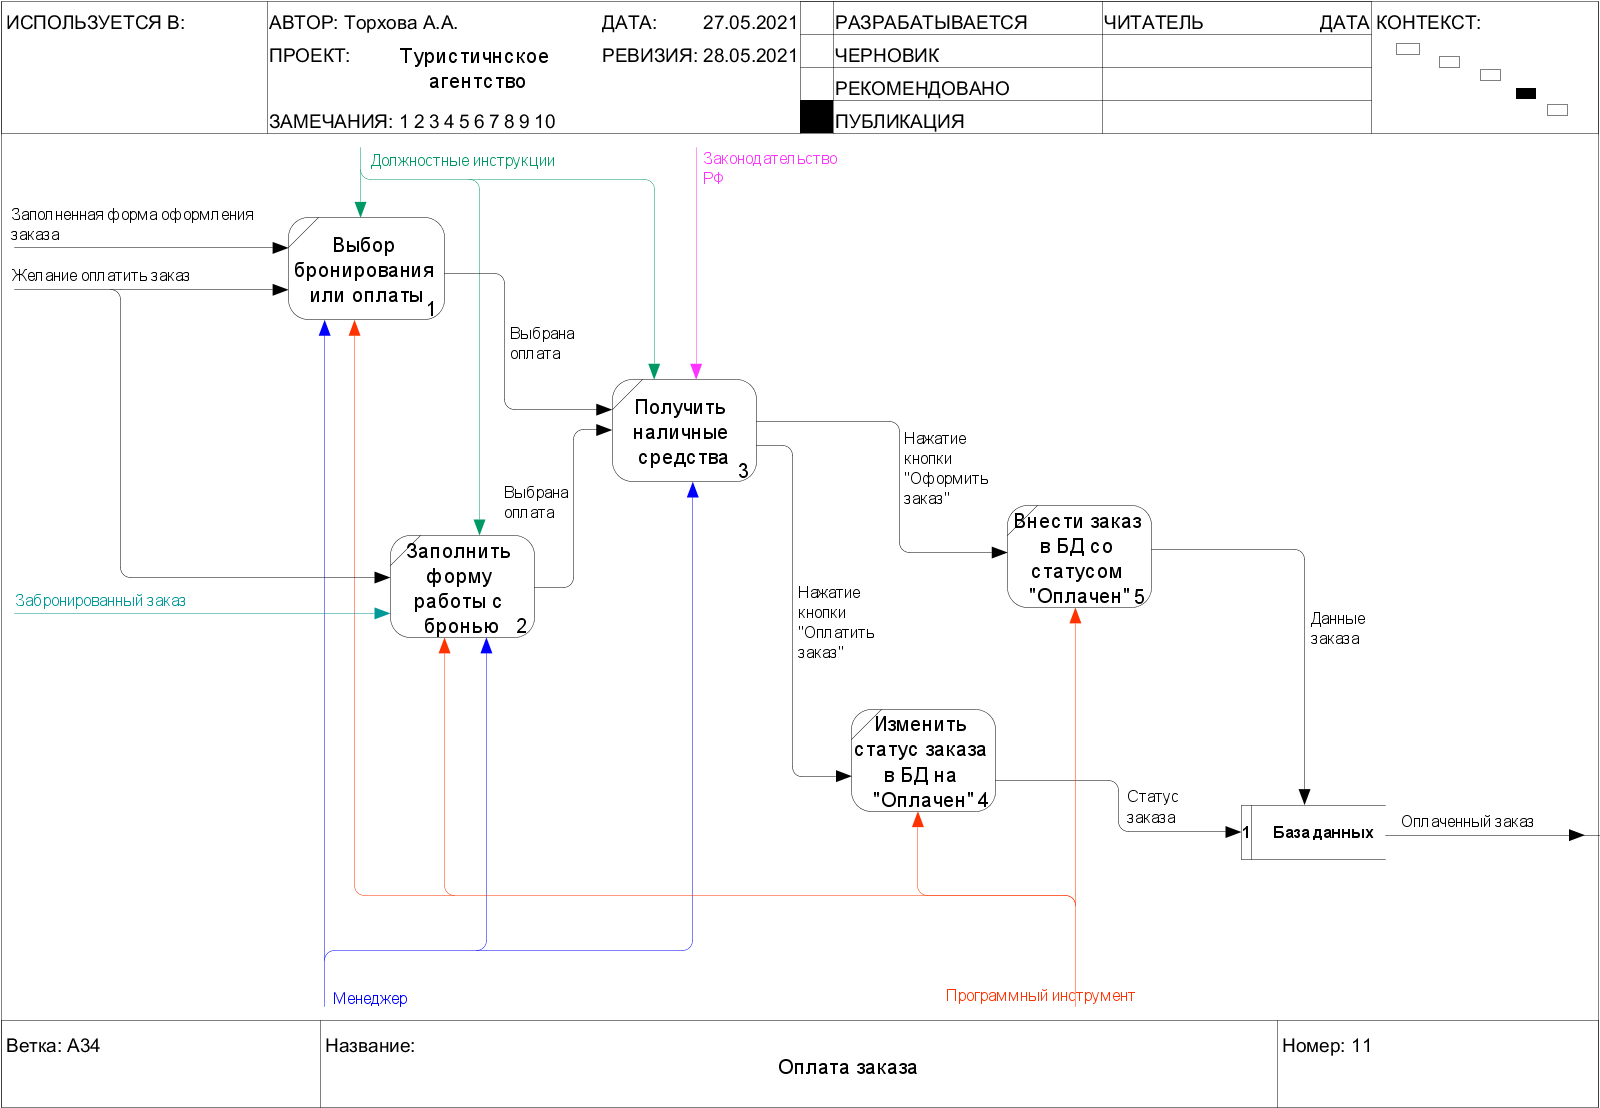 ИСПОЛЬЗУЕТСЯ В:
АВТОР: Торхова А.А.
ДАТА: 27.05.2021
РАЗРАБАТЫВАЕТСЯ
ЧИТАТЕЛЬ
ДАТА
КОНТЕКСТ:
ПРОЕКТ: Туристичнское
агентство
РЕВИЗИЯ: 28.05.2021
ЧЕРНОВИК
РЕКОМЕНДОВАНО
ЗАМЕЧАНИЯ: 1 2 3 4 5 6 7 8 9 10
ПУБЛИКАЦИЯ
Должностные инструкции
Законодательство
РФ
Заполненная форма оформления
заказа
Желание оплатить заказ
Выбор
бронирования
или оплаты
1
Выбрана
оплата
Получить
наличные
средства
3
Нажатие
кнопки
"Оформить
заказ"
Выбрана
оплата
Внести заказ
в БД со
статусом
"Оплачен" 5
Заполнить
форму
работы с
бронью 2
Забронированный заказ
Нажатие
кнопки
"Оплатить
заказ"
Данные
заказа
Изменить
статус заказа
в БД на
"Оплачен" 4
Статус
заказа
1 База данных
Оплаченный заказ
Менеджер
Программный инструмент
Ветка: A34
Название:
Оплата заказа
Номер: 11